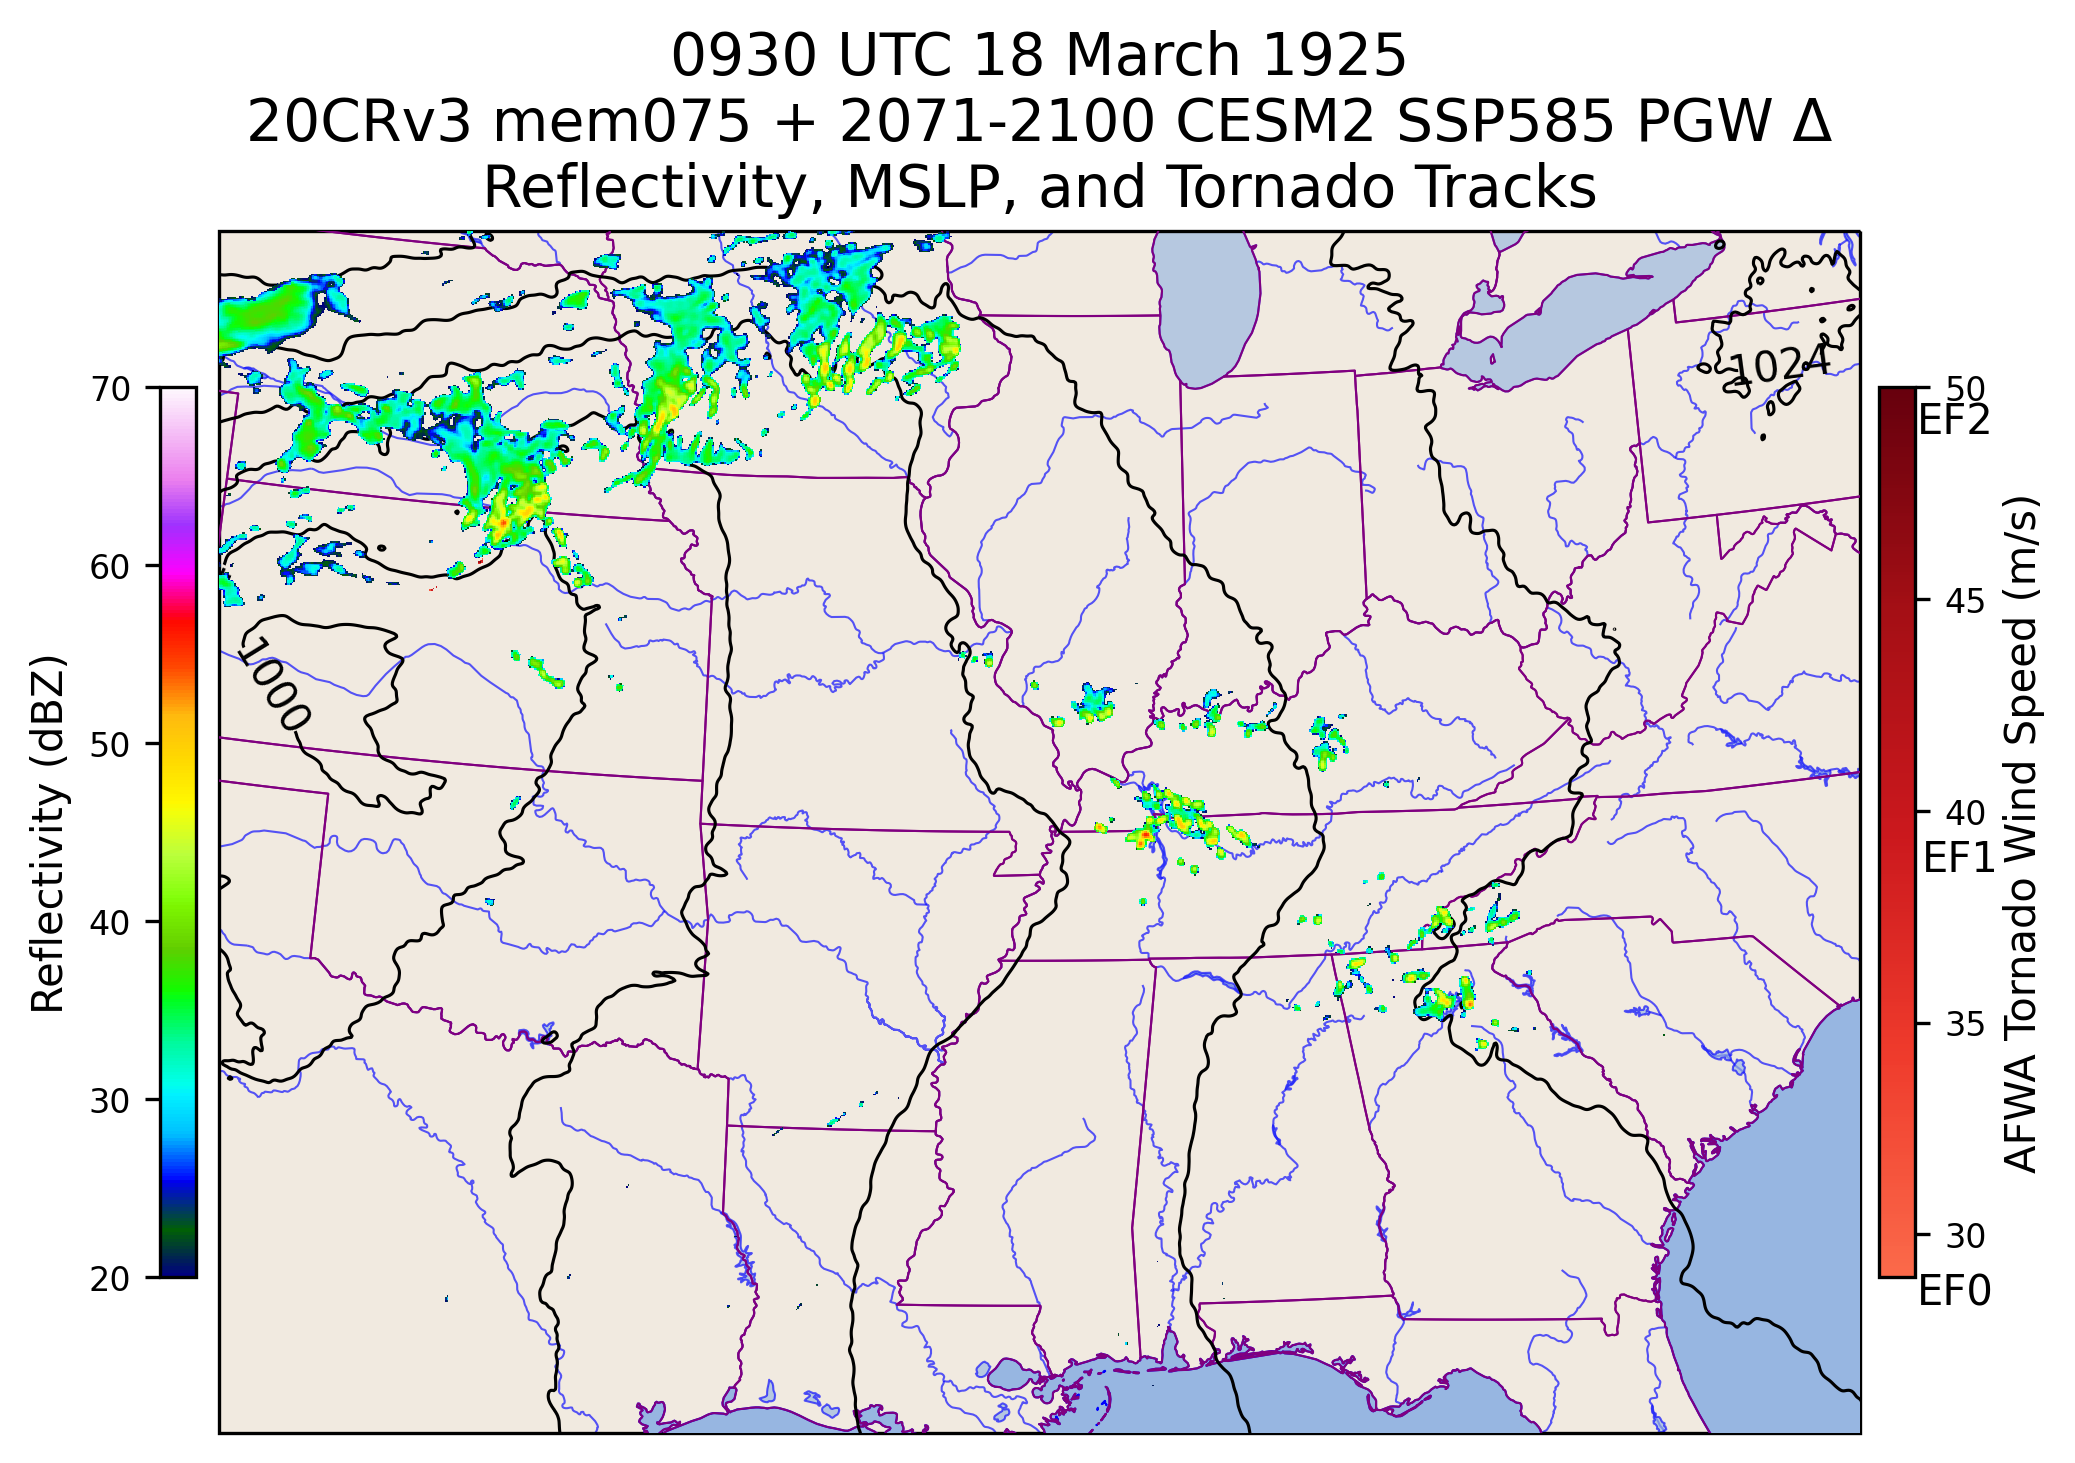 0930 UTC 18 March 1925
20CRv3 mem075 + 2071-2100 CESM2 SSP585 PGW Δ
Reflectivity, MSLP, and Tornado Tracks
Reflectivity (dBZ)
70
60
50
40
30
20
1000
1024
50
EF2
45
40
EF1
35
30
EF0
AFWA Tornado Wind Speed (m/s)